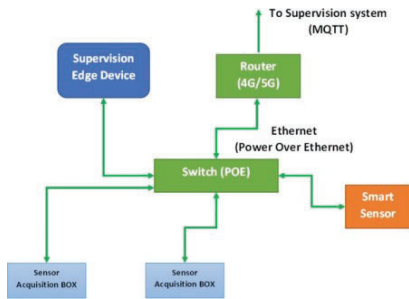 To Supervision system
(MQTT)
Supervision
Edge Device
Router
(4G/5G)
Ethernet
(Power Over Ethernet)
Switch (POE)
Smart
Sensor
Sensor
Acquisition BOX
Sensor
Acquisition BOX